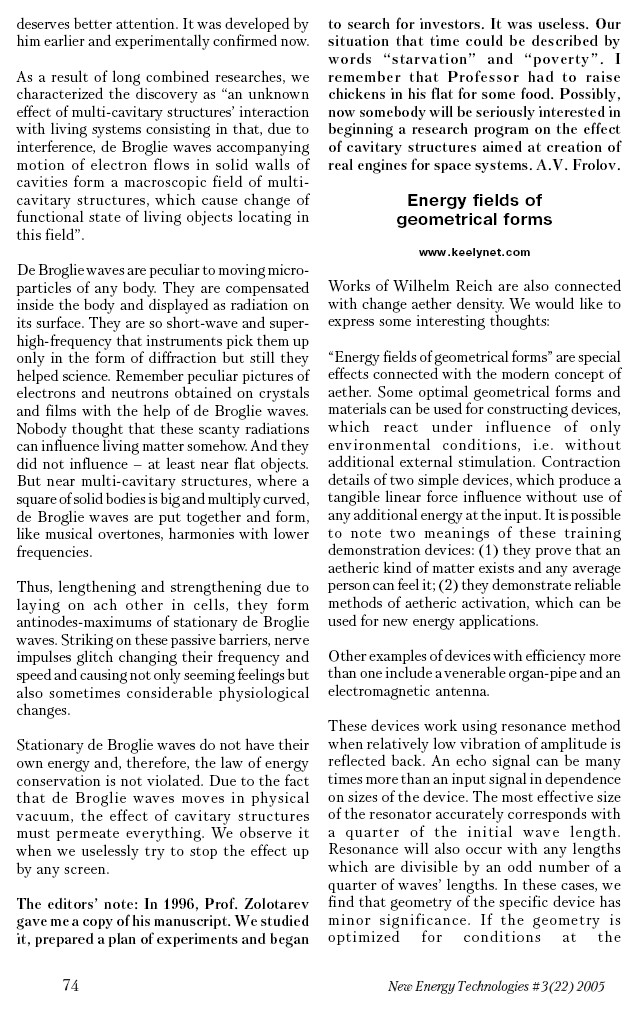 deserves better attention. It was developed by
him earlier and experimentally confirmed now.
As a result of long combined researches, we
characterized the discovery as “an unknown
effect of multi-cavitary structures’ interaction
with living systems consisting in that, due to
interference, de Broglie waves accompanying
motion of electron flows in solid walls of
cavities form a macroscopic field of multi-
cavitary structures, which cause change of
functional state of living objects locating in
this field”.
De Broglie waves are peculiar to moving micro-
particles of any body. They are compensated
inside the body and displayed as radiation on
its surface. They are so short-wave and super-
high-frequency that instruments pick them up
only in the form of diffraction but still they
helped science. Remember peculiar pictures of
electrons and neutrons obtained on crystals
and films with the help of de Broglie waves.
Nobody thought that these scanty radiations
can influence living matter somehow. And they
did not influence – at least near flat objects.
But near multi-cavitary structures, where a
square of solid bodies is big and multiply curved,
de Broglie waves are put together and form,
like musical overtones, harmonies with lower
frequencies.
Thus, lengthening and strengthening due to
laying on ach other in cells, they form
antinodes-maximums of stationary de Broglie
waves. Striking on these passive barriers, nerve
impulses glitch changing their frequency and
speed and causing not only seeming feelings but
also sometimes considerable physiological
changes.
Stationary de Broglie waves do not have their
own energy and, therefore, the law of energy
conservation is not violated. Due to the fact
that de Broglie waves moves in physical
vacuum, the effect of cavitary structures
must permeate everything. We observe it
when we uselessly try to stop the effect up
by any screen.
The editors’ note: In 1996, Prof. Zolotarev
gave me a copy of his manuscript. We studied
it, prepared a plan of experiments and began
to search for investors. It was useless. Our
situation that time could be described by
words “starvation” and “poverty”. I
remember that Professor had to raise
chickens in his flat for some food. Possibly,
now somebody will be seriously interested in
beginning a research program on the effect
of cavitary structures aimed at creation of
real engines for space systems. A.V. Frolov.
Energy fields of
geometrical forms
www.keelynet.com
Works of Wilhelm Reich are also connected
with change aether density. We would like to
express some interesting thoughts:
“Energy fields of geometrical forms” are special
effects connected with the modern concept of
aether. Some optimal geometrical forms and
materials can be used for constructing devices,
which react under influence of only
environmental conditions, i.e. without
additional external stimulation. Contraction
details of two simple devices, which produce a
tangible linear force influence without use of
any additional energy at the input. It is possible
to note two meanings of these training
demonstration devices: (1) they prove that an
aetheric kind of matter exists and any average
person can feel it; (2) they demonstrate reliable
methods of aetheric activation, which can be
used for new energy applications.
Other examples of devices with efficiency more
than one include a venerable organ-pipe and an
electromagnetic antenna.
These devices work using resonance method
when relatively low vibration of amplitude is
reflected back. An echo signal can be many
times more than an input signal in dependence
on sizes of the device. The most effective size
of the resonator accurately corresponds with
a quarter of the initial wave length.
Resonance will also occur with any lengths
which are divisible by an odd number of a
quarter of waves’ lengths. In these cases, we
find that geometry of the specific device has
minor significance. If the geometry is
optimized for conditions at the
74
New Energy Technologies #3(22) 2005